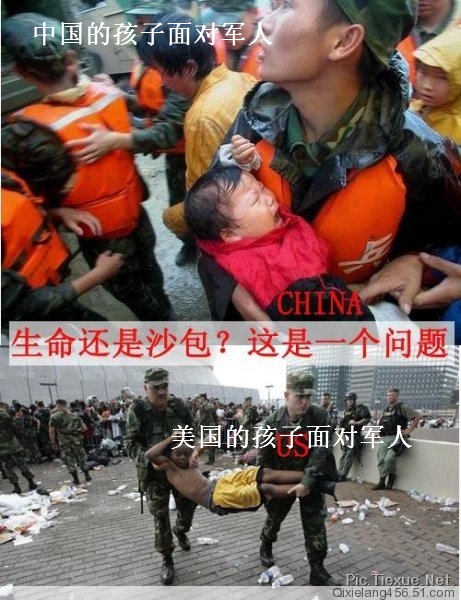 中国的孩子面对军人
CHINA
生命还是沙包？这是一个问题
美国的孩子面对军人
US
Pic.Tiexue.Net
Qixielang456.51.com